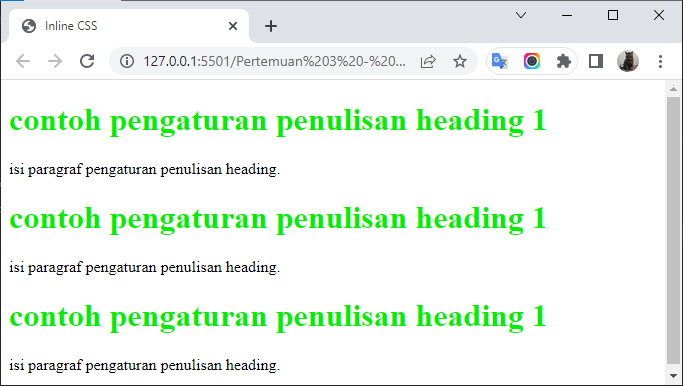 Inline CSS
127.0.0.1:5501/Pertemuan%203%20-%20...
contoh pengaturan penulisan heading 1
isi paragraf pengaturan penulisan heading.
contoh pengaturan penulisan heading 1
isi paragraf pengaturan penulisan heading.
contoh pengaturan penulisan heading 1
isi paragraf pengaturan penulisan heading.